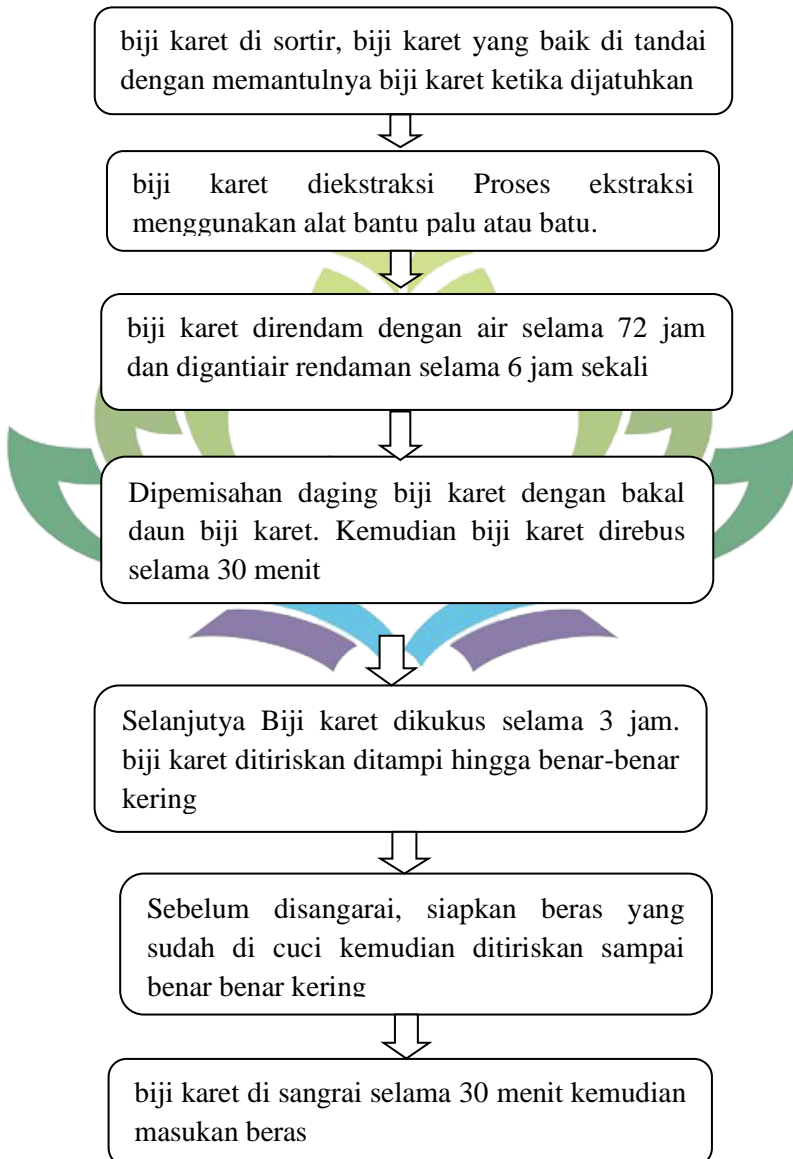 biji karet di sortir, biji karet yang baik di tandai
dengan memantulnya biji karet ketika dijatuhkan
biji karet diekstraksi Proses ekstraksi
menggunakan alat bantu palu atau batu.
biji karet direndam dengan air selama 72 jam
dan digantiair rendaman selama 6 jam sekali
Dipemisahan daging biji karet dengan bakal
daun biji karet. Kemudian biji karet direbus
selama 30 menit
Selanjutya Biji karet dikukus selama 3 jam.
biji karet ditiriskan ditampi hingga benar-benar
kering
Sebelum disangarai, siapkan beras yang
sudah di cuci kemudian ditiriskan sampai
benar benar kering
biji karet di sangrai selama 30 menit kemudian
masukan beras